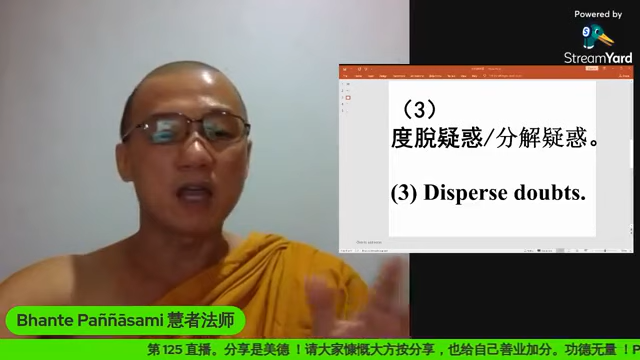 Powered by
StreamYard
（3）
度脫疑惑/分解疑惑。
(3) Disperse doubts.
Bhante Paññāsami 慧者法师
第 125 直播。分享是美德 ！请大家慷慨大方按分享，也给自己善业加分。功德无量 ！P